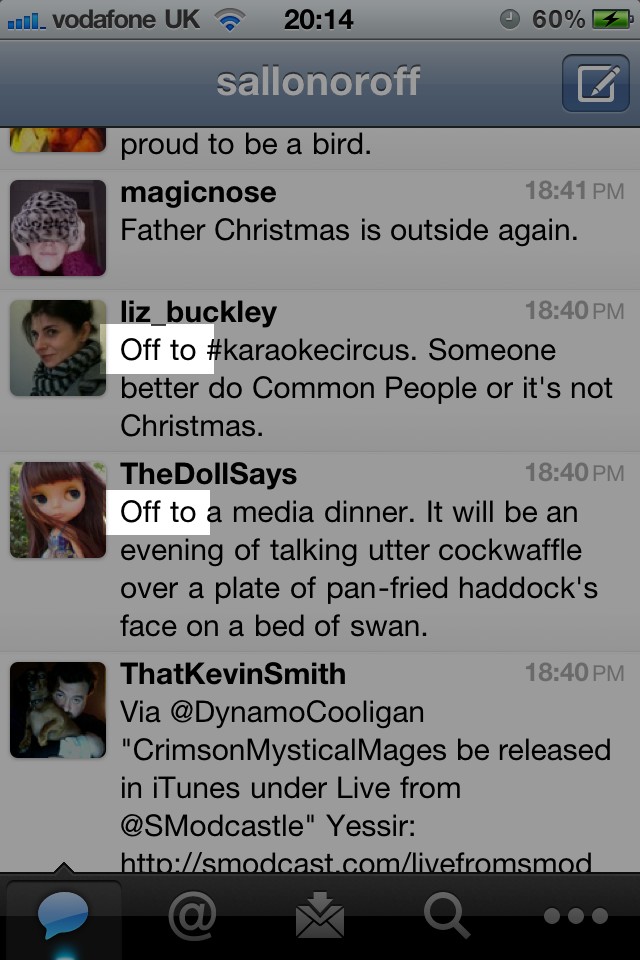 vodafone UK 20:14 60%
sallonoroff
proud to be a bird.
magicnose 18:41 PM
Father Christmas is outside again.
liz_buckley 18:40 PM
Off to #karaokecircus. Someone
better do Common People or it's not
Christmas.
TheDollSays 18:40 PM
Off to a media dinner. It will be an
evening of talking utter cockwaffle
over a plate of pan-fried haddock's
face on a bed of swan.
ThatKevinSmith 18:40 PM
Via @DynamoCooligan
"CrimsonMysticalMages be released
in iTunes under Live from
@SModcastle" Yessir:
http://smodcast.com/livefromsmod
@